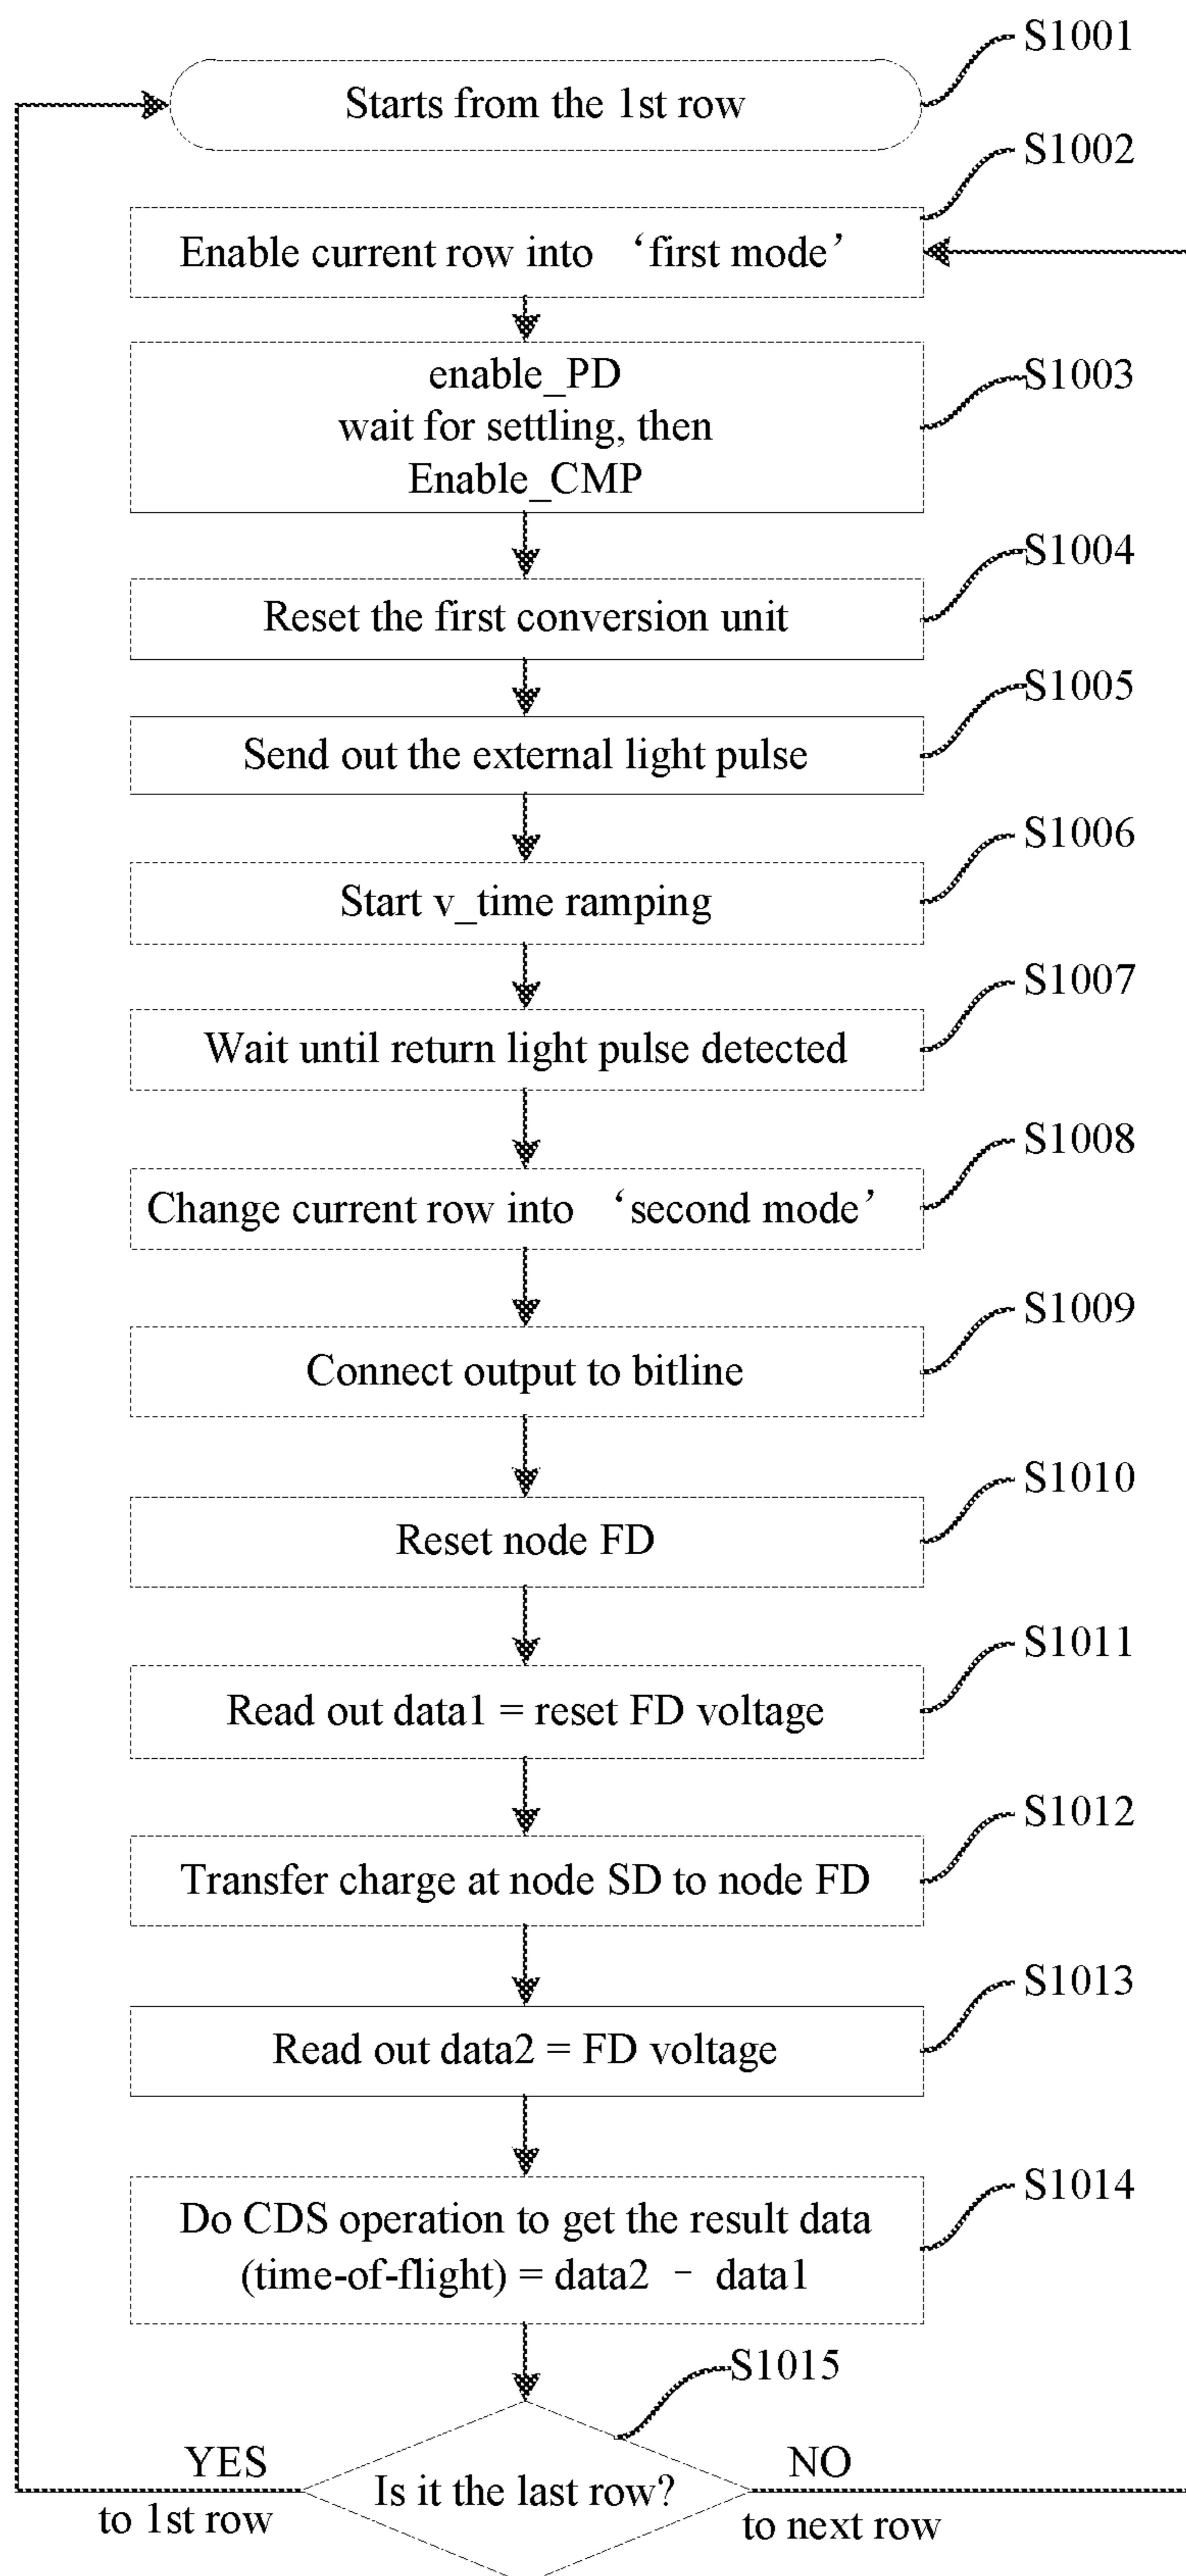 S1001
Starts from the 1st row
S1002
Enable current row into ‘first mode’
S1003
enable_PD
wait for settling, then
Enable_CMP
S1004
Reset the first conversion unit
S1005
Send out the external light pulse
S1006
Start v_time ramping
S1007
Wait until return light pulse detected
S1008
Change current row into ‘second mode’
S1009
Connect output to bitline
S1010
Reset node FD
S1011
Read out data1 = reset FD voltage
S1012
Transfer charge at node SD to node FD
S1013
Read out data2 = FD voltage
S1014
Do CDS operation to get the result data
(time-of-flight) = data2 - data1
S1015
YES
NO
Is it the last row?
to 1st row
to next row